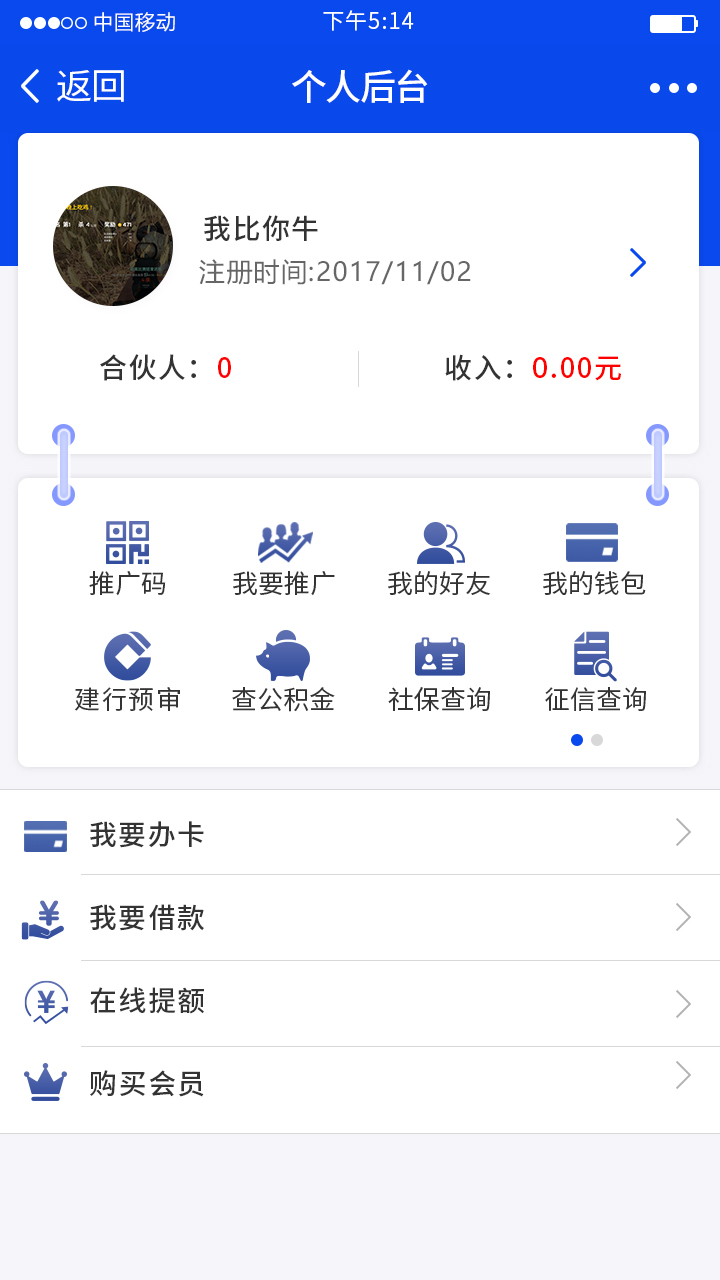 中国移动 下午5:14
返回 个人后台
我比你牛
注册时间:2017/11/02
合伙人：0 收入：0.00元
推广码 我要推广 我的好友 我的钱包
建行预审 查公积金 社保查询 征信查询
我要办卡
我要借款
在线提额
购买会员